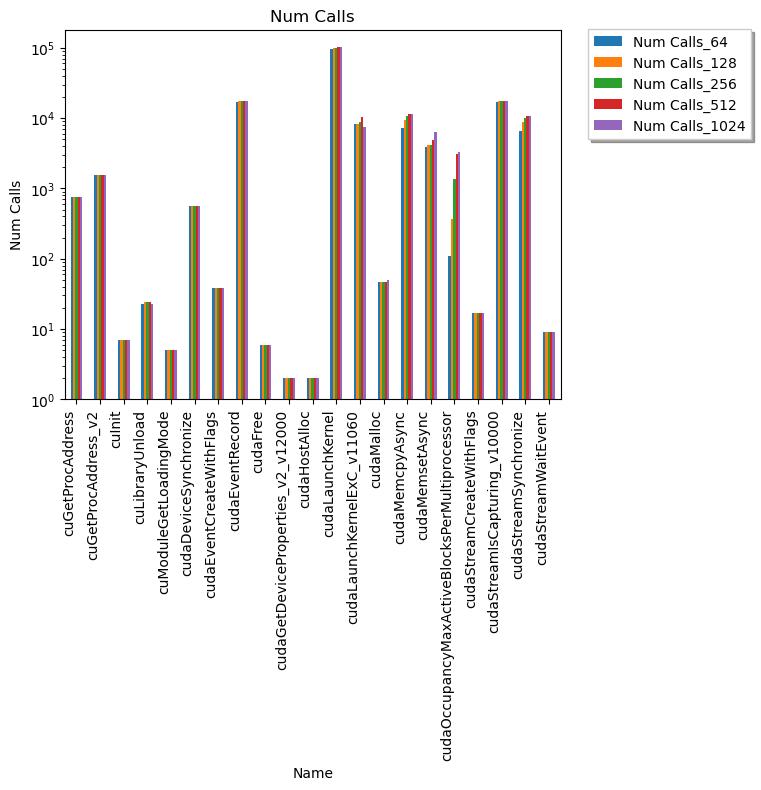 Num Calls
Num Calls_64
Num Calls_128
Num Calls_256
Num Calls_512
Num Calls_1024
Num Calls
10^5
10^4
10^3
10^2
10^1
10^0
cuGetProcAddress
cuGetProcAddress_v2
cuInit
cuLibraryUnload
cuModuleGetLoadingMode
cudaDeviceSynchronize
cudaEventCreateWithFlags
cudaEventRecord
cudaFree
cudaGetDeviceProperties_v2_v12000
cudaHostAlloc
cudaLaunchKernel
cudaLaunchKernelExC_v11060
cudaMalloc
cudaMemcpyAsync
cudaMemsetAsync
cudaOccupancyMaxActiveBlocksPerMultiprocessor
cudaStreamCreateWithFlags
cudaStreamIsCapturing_v10000
cudaStreamSynchronize
cudaStreamWaitEvent
Name